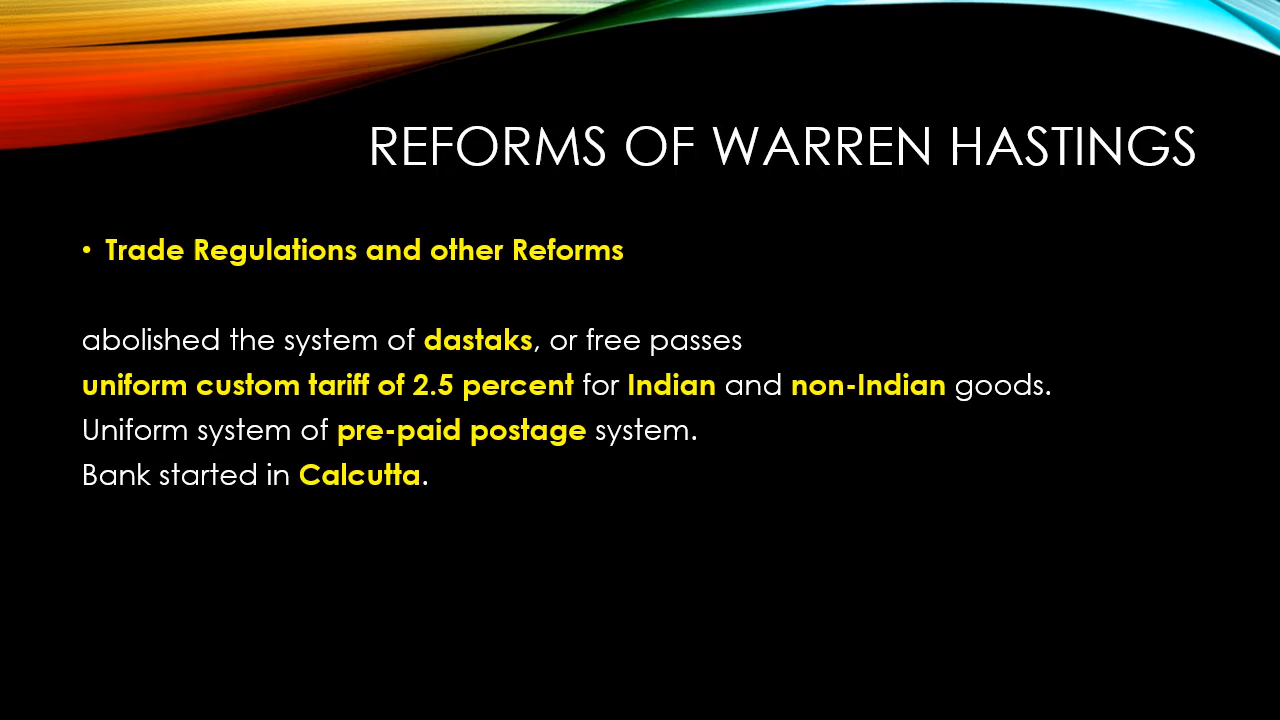 REFORMS OF WARREN HASTINGS
• Trade Regulations and other Reforms
abolished the system of dastaks, or free passes
uniform custom tariff of 2.5 percent for Indian and non-Indian goods.
Uniform system of pre-paid postage system.
Bank started in Calcutta.